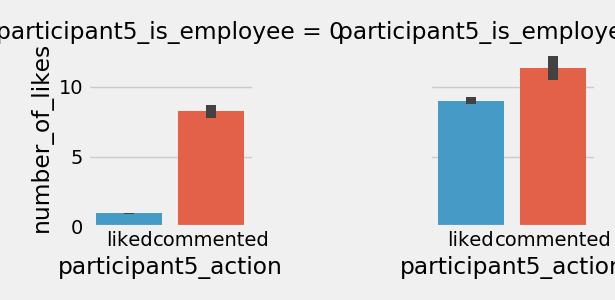 participant5_is_employee = 0
participant5_is_employe
number_of_likes
10
5
0
liked
commented
liked
commented
participant5_action
participant5_action